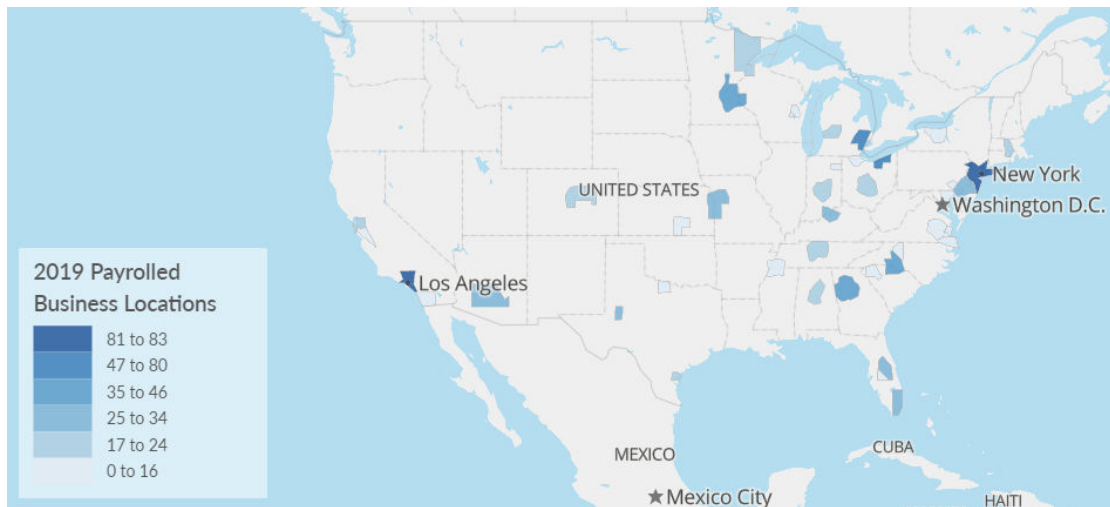 UNITED STATES
New York
Washington D.C.
Los Angeles
2019 Payrolled
Business Locations
81 to 83
47 to 80
35 to 46
25 to 34
17 to 24
0 to 16
MEXICO
CUBA
Mexico City
HAITI